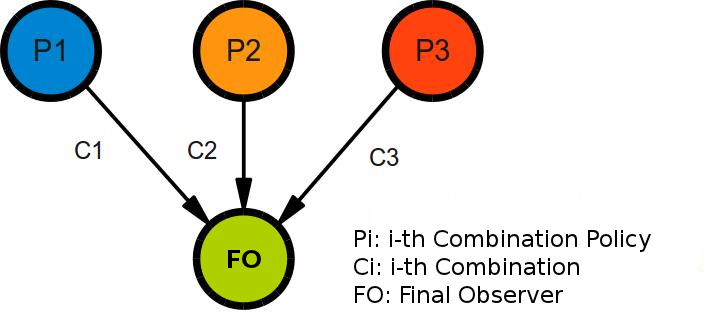 P1
P2
P3
C1
C2
C3
FO
Pi: i-th Combination Policy
Ci: i-th Combination
FO: Final Observer